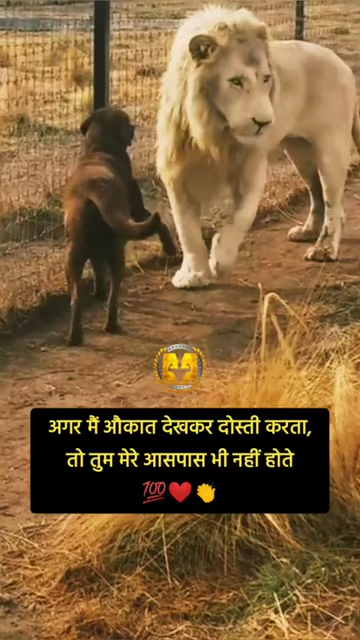 अगर मैं औकात देखकर दोस्ती करता,
तो तुम मेरे आसपास भी नहीं होते
💯❤️👏